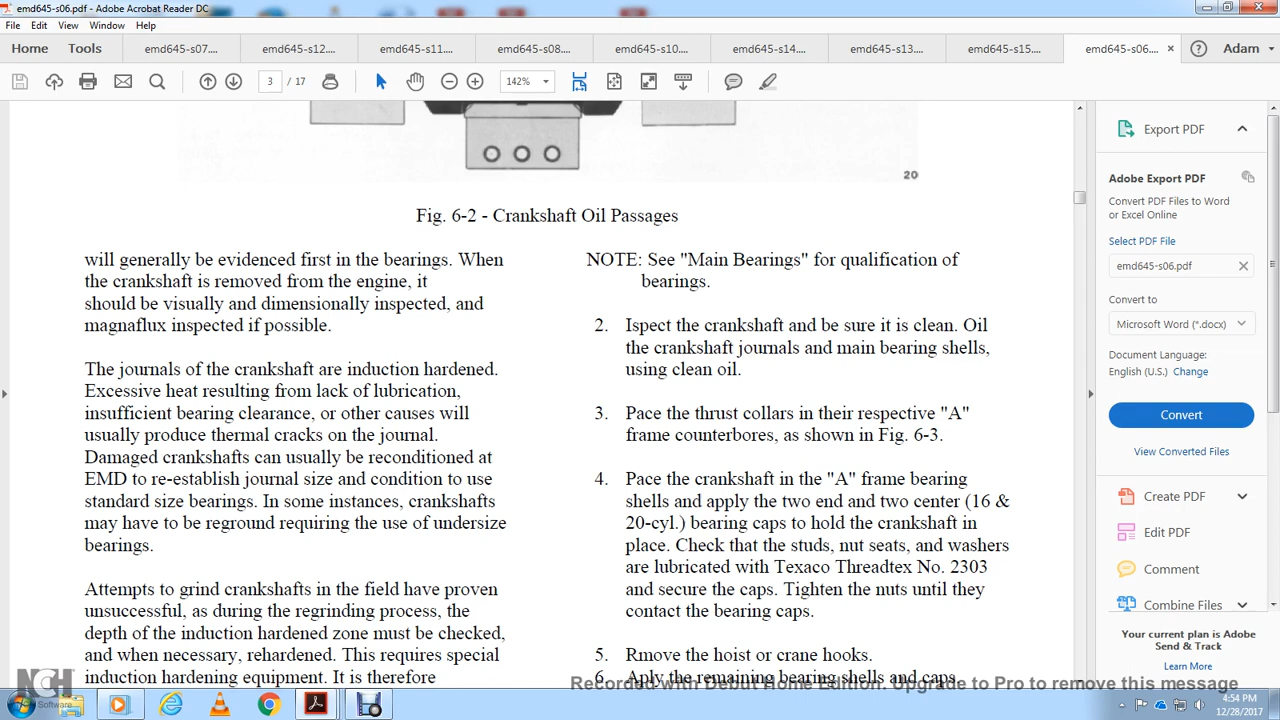 emd645-s06.pdf - Adobe Acrobat Reader DC
File Edit View Window Help
Home Tools emd645-s07.... emd645-s12.... emd645-s11.... emd645-s08.... emd645-s10.... emd645-s14.... emd645-s13.... emd645-s15.... emd645-s06.... × ? Adam
3 / 17 142%
20
Fig. 6-2 - Crankshaft Oil Passages
will generally be evidenced first in the bearings. When
the crankshaft is removed from the engine, it
should be visually and dimensionally inspected, and
magnaflux inspected if possible.
The journals of the crankshaft are induction hardened.
Excessive heat resulting from lack of lubrication,
insufficient bearing clearance, or other causes will
usually produce thermal cracks on the journal.
Damaged crankshafts can usually be reconditioned at
EMD to re-establish journal size and condition to use
standard size bearings. In some instances, crnkshafts
may have to be reground requiring the use of undersize
bearings.
Attempts to grind crankshafts in the field have proven
unsuccessful, as during the regrinding procejs, the
depth of the induction hardened zone must be checked,
and when necessary, rehardened. This requires special
induction hardening equipment. It is therefore
NOTE: See "Main Bearings" for qualification of
bearings.
2. Ispect the crankshaft and be sure it is clean. Oil
the crankshaft journals and main bearing shells,
using clean oil.
3. Pace the thrust collars in their respective "A"
frame counterbores, as shown in Fig. 6-3.
4. Pace the crankshaft in the "A" frame bearing
shells and apply the two end and two center (16 &
20-cyl.) bearing caps to hold the crankshaft in
place. Check that the studs, nut seats, and washers
are lubricated with Texaco Threadtex No. 2303
and secure the caps. Tighten the nuts until they
contact the bearing caps.
5. Rmove the hoist or crane hooks.
6. Aply the remaining bearing shells and caps.
Export PDF
Adobe Export PDF
Convert PDF Files to Word
or Excel Online
Select PDF File
emd645-s06.pdf
Convert to
Microsoft Word (*.docx)
Document Language:
English (U.S.) Change
Convert
View Converted Files
Create PDF
Edit PDF
Comment
Combine Files
Your current plan is Adobe
Send & Track
Learn More
NCH
Software
Recorded with Debut Home Edition. Upgrade to Pro to remove this message
4:54 PM
12/28/2017